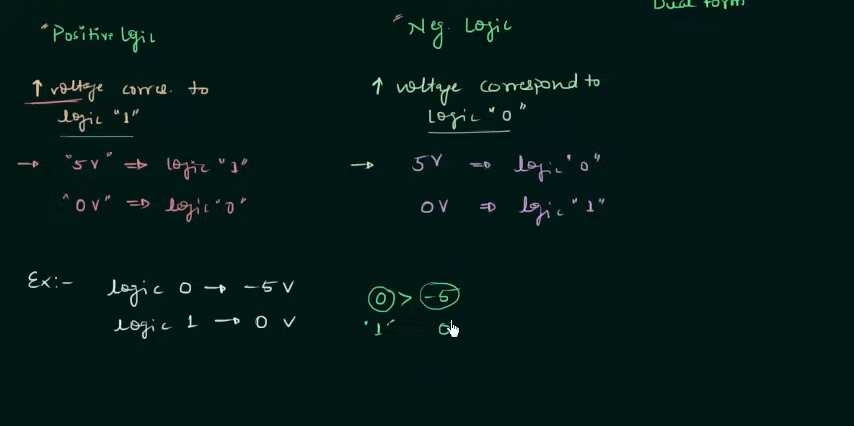 Dual form
"Positive Logic
"Neg. Logic
↑ voltage corres. to
logic "1"
→ "5V" ⇒ logic "1"
"0V" ⇒ logic "0"
↑ voltage correspond to
Logic "0"
→ 5V ⇒ logic "0"
0V ⇒ logic "1"
Ex:- logic 0 → -5 V
logic 1 → 0 V
0 > -5
"1" 0